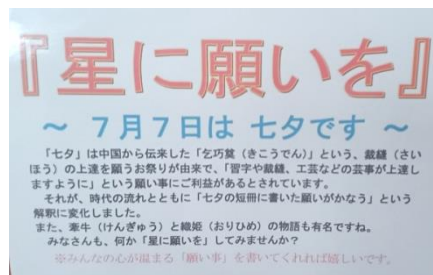 『星に願いを』
～ ７月７日は 七夕です ～
「七夕」は中国から伝来した「乞巧奠（きこうでん）」という、裁縫（さい
ほう）の上達を願うお祭りが由来で、「習字や裁縫、工芸などの芸事が上達し
ますように」という願い事にご利益があるとされています。
それが、時代の流れとともに「七夕の短冊に書いた願いがかなう」という
解釈に変化しました。
また、牽牛（けんぎゅう）と織姫（おりひめ）の物語も有名ですね。
みなさんも、何か「星に願いを」してみませんか？
※みんなの心が温まる「願い事」を書いてくれれば嬉しいです。